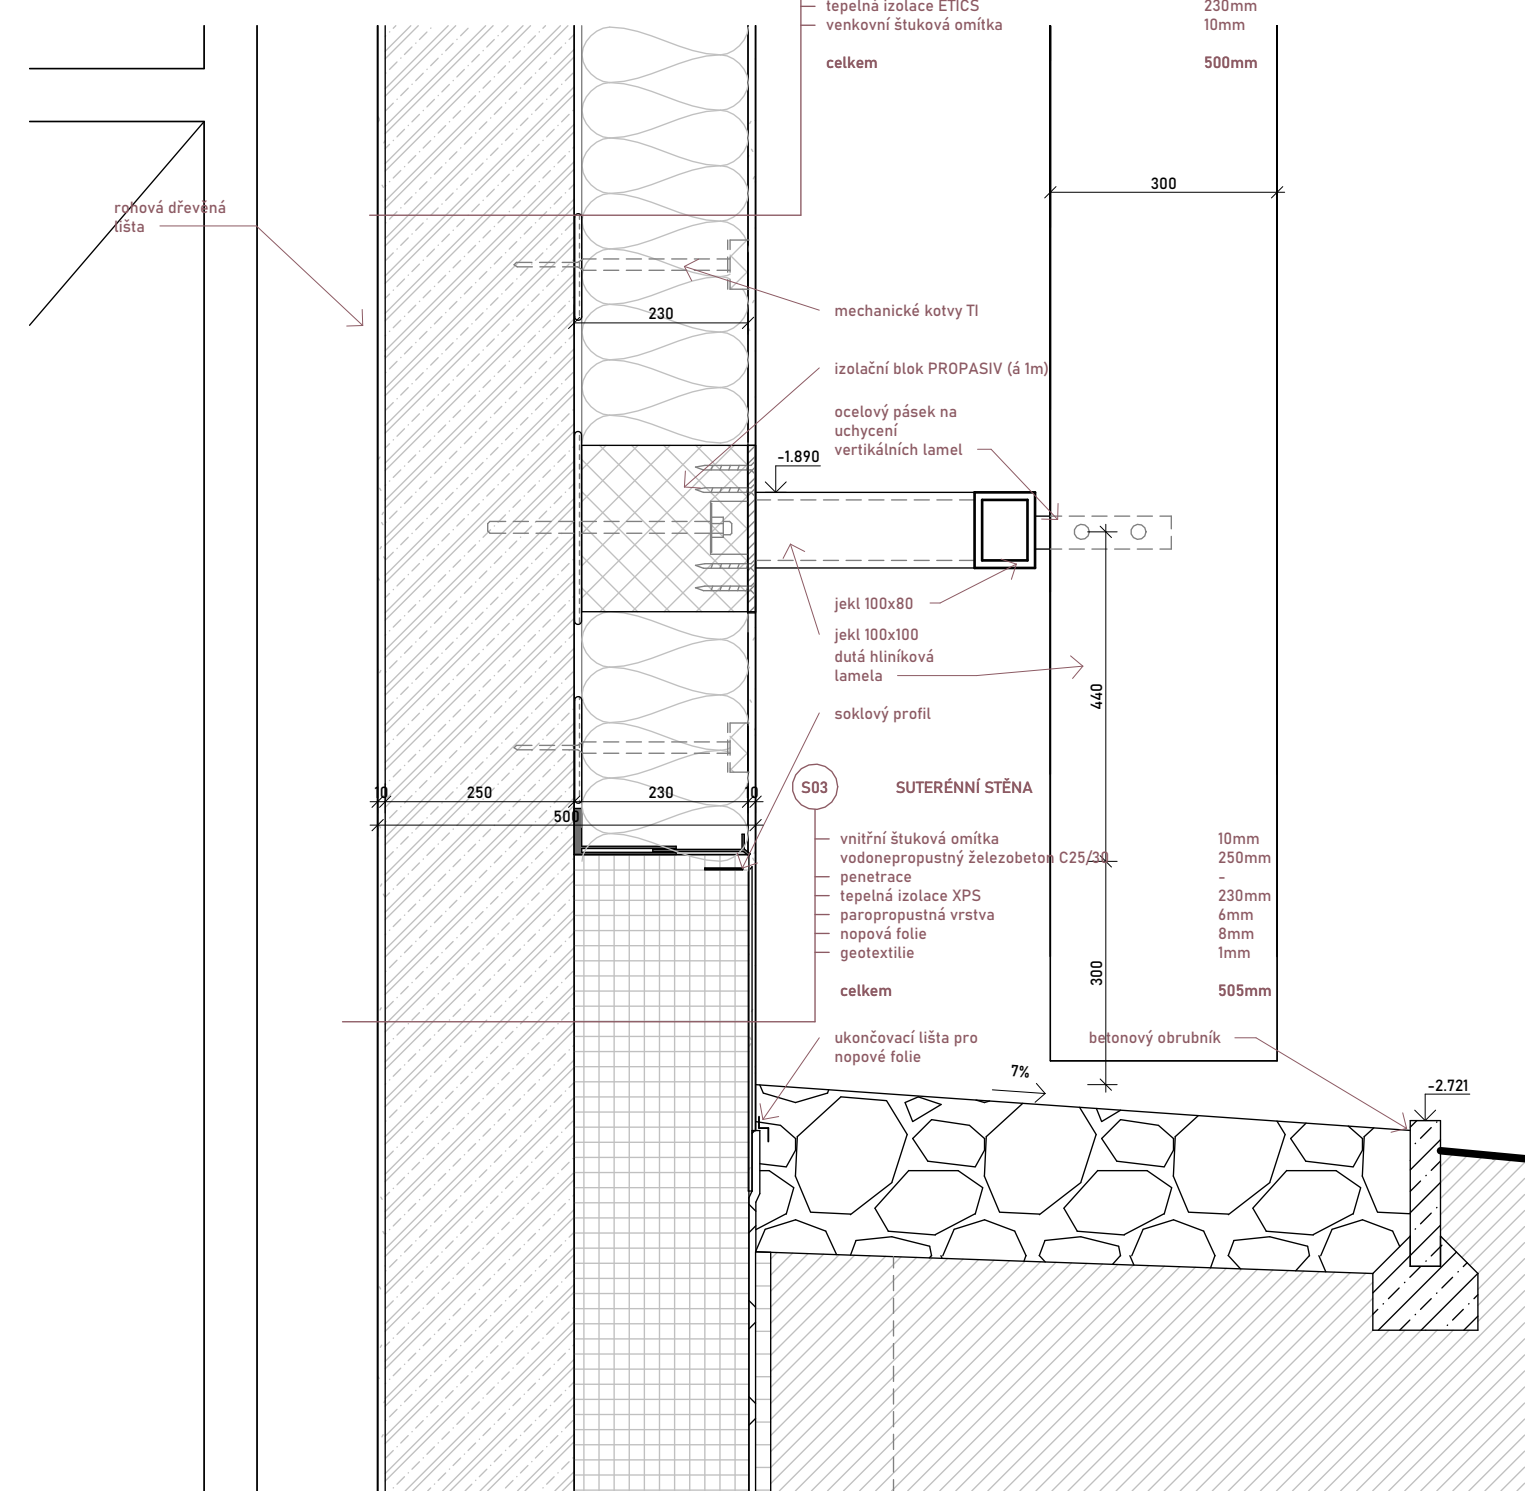 tepelná izolace ETICS 230mm
venkovní štuková omítka 10mm
celkem 500mm
300
rohová dřevěná
lišta
mechanické kotvy TI
230
izolační blok PROPASIV (á 1m)
ocelový pásek na
uchycení
vertikálních lamel
-1.890
jekl 100x80
jekl 100x100
dutá hliníková
lamela
440
soklový profil
10 250 230 10
500
S03 SUTERÉNNÍ STĚNA
vnitřní štuková omítka 10mm
vodonepropustný železobeton C25/30 250mm
penetrace -
tepelná izolace XPS 230mm
paropropustná vrstva 6mm
nopová folie 8mm
geotextilie 1mm
celkem 505mm
300
ukončovací lišta pro
nopové folie
betonový obrubník
7%
-2.721